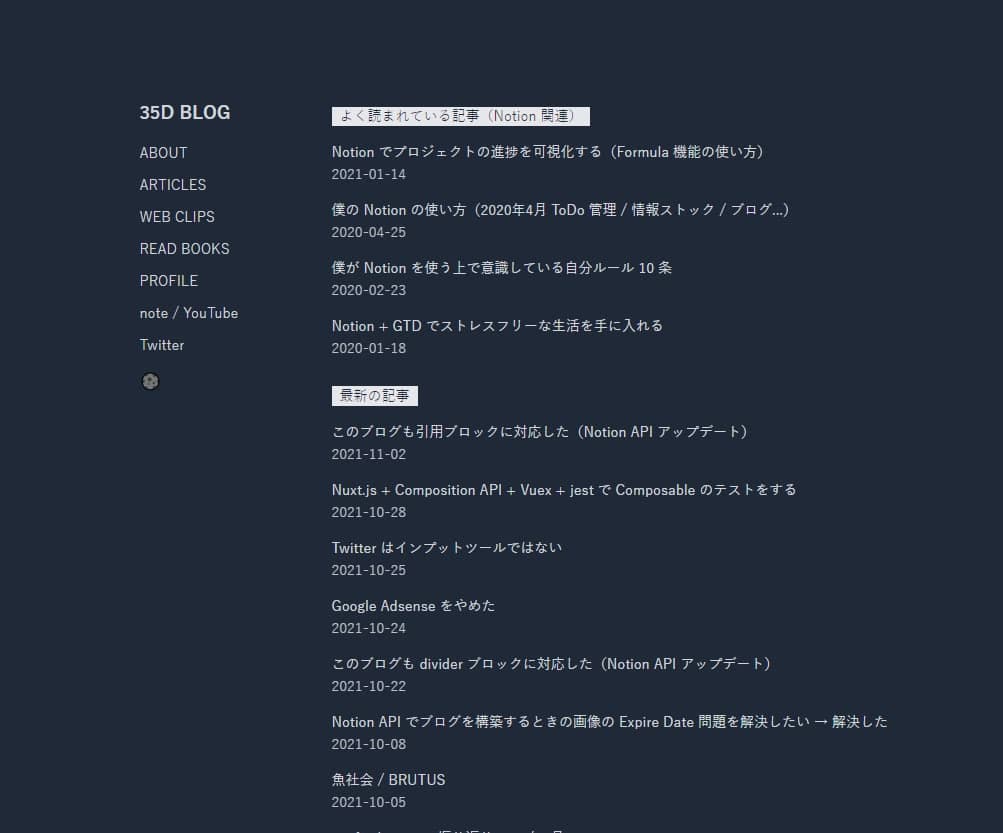 35D BLOG
ABOUT
ARTICLES
WEB CLIPS
READ BOOKS
PROFILE
note / YouTube
Twitter
よく読まれている記事（Notion 関連）
Notion でプロジェクトの進捗を可視化する（Formula 機能の使い方）
2021-01-14
僕の Notion の使い方（2020年4月 ToDo 管理 / 情報ストック / ブログ...）
2020-04-25
僕が Notion を使う上で意識している自分ルール 10 条
2020-02-23
Notion + GTD でストレスフリーな生活を手に入れる
2020-01-18
最新の記事
このブログも引用ブロックに対応した（Notion API アップデート）
2021-11-02
Nuxt.js + Composition API + Vuex + jest で Composable のテストをする
2021-10-28
Twitter はインプットツールではない
2021-10-25
Google Adsense をやめた
2021-10-24
このブログも divider ブロックに対応した（Notion API アップデート）
2021-10-22
Notion API でブログを構築するときの画像の Expire Date 問題を解決したい → 解決した
2021-10-08
魚社会 / BRUTUS
2021-10-05